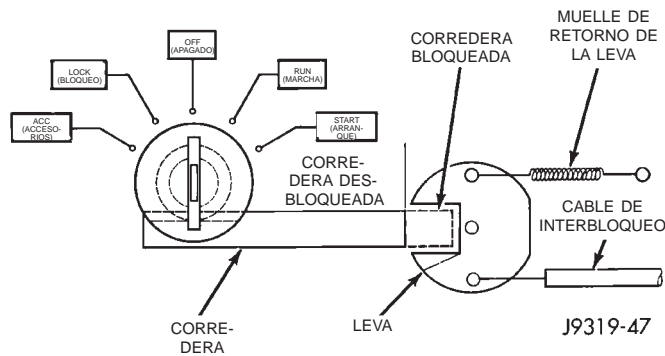 OFF
(APAGADO)
LOCK
(BLOQUEO)
RUN
(MARCHA)
ACC
(ACCESO-
RIOS)
START
(ARRAN-
QUE)
CORREDERA
BLOQUEADA
MUELLE DE
RETORNO DE
LA LEVA
CORRE-
DERA DES-
BLOQUEADA
CABLE DE
INTERBLOQUEO
CORRE-
DERA
LEVA
J9319-47